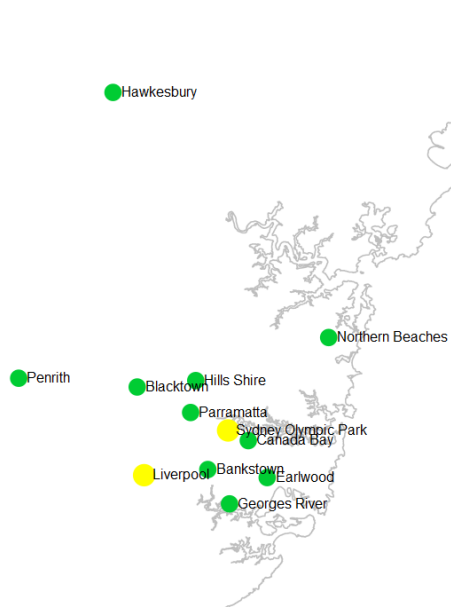 Hawkesbury
Northern Beaches
Penrith
Hills Shire
Blacktown
Parramatta
Sydney Olympic Park
Canada Bay
Bankstown
Liverpool
Earlwood
Georges River